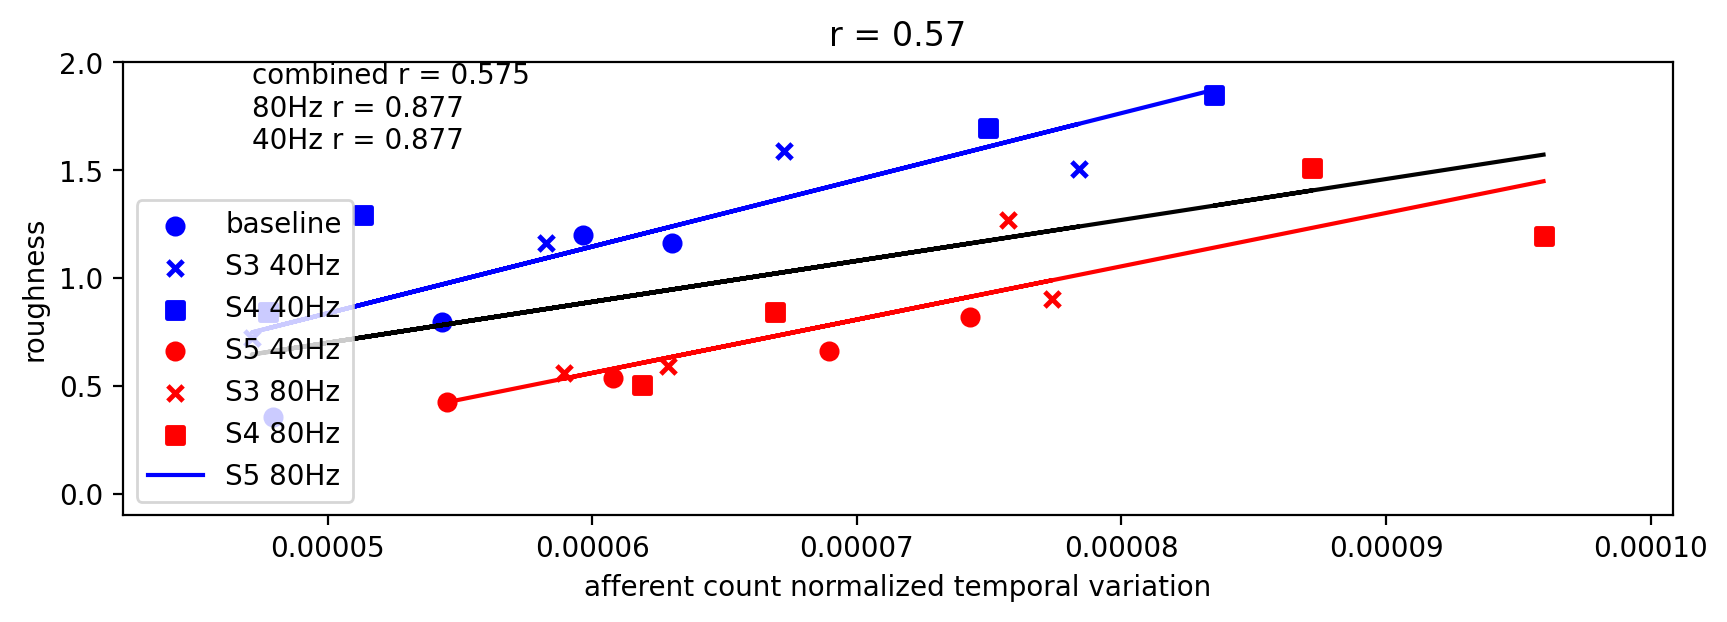 r = 0.57
combined r = 0.575
80Hz r = 0.877
40Hz r = 0.877
2.0
1.5
1.0
0.5
0.0
roughness
baseline
S3 40Hz
S4 40Hz
S5 40Hz
S3 80Hz
S4 80Hz
S5 80Hz
0.00005 0.00006 0.00007 0.00008 0.00009 0.00010
afferent count normalized temporal variation